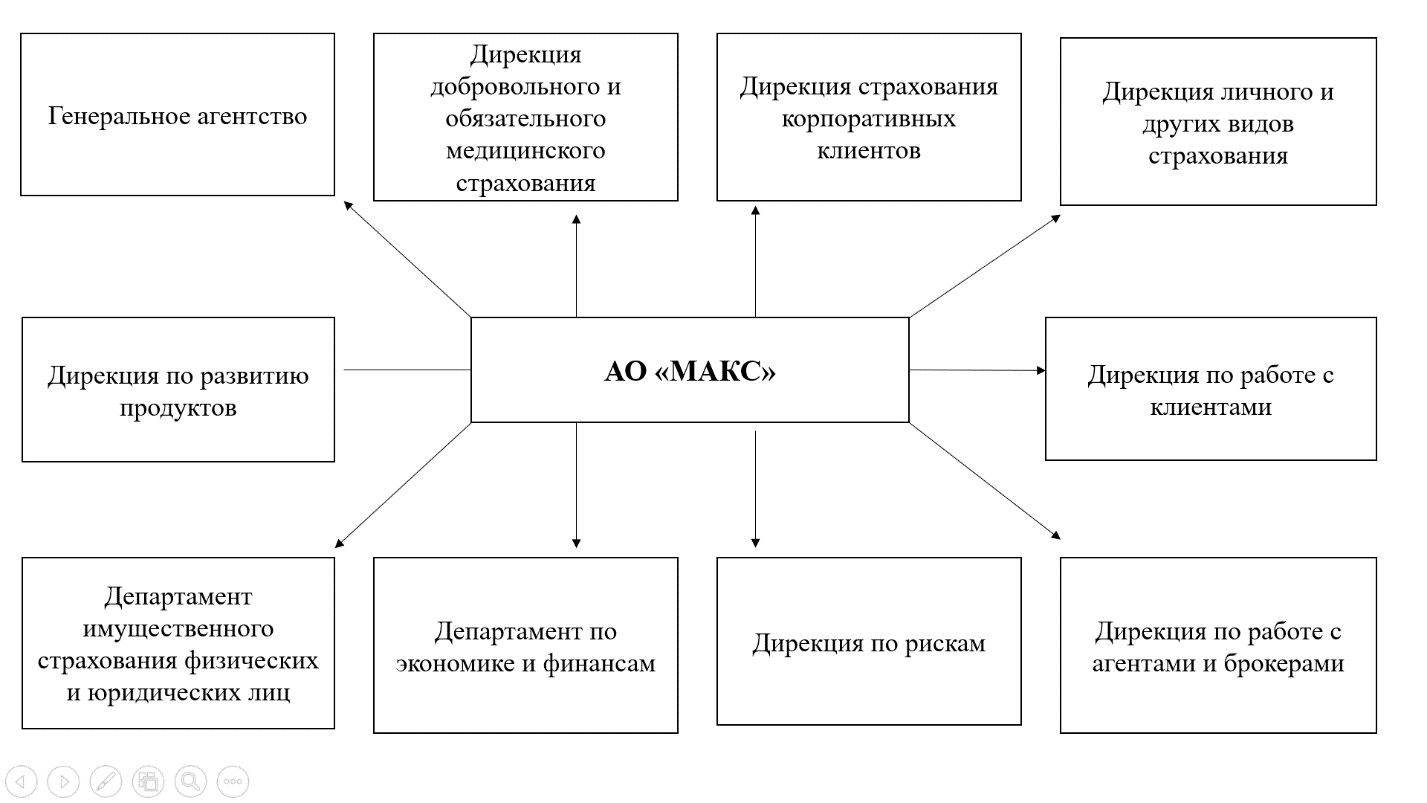 Генеральное агентство
Дирекция
добровольного и
обязательного
медицинского
страхования
Дирекция страхования
корпоративных
клиентов
Дирекция личного и
других видов
страхования
Дирекция по развитию
продуктов
АО «МАКС»
Дирекция по работе с
клиентами
Департамент
имущественного
страхования физических
и юридических лиц
Департамент по
экономике и финансам
Дирекция по рискам
Дирекция по работе с
агентами и брокерами